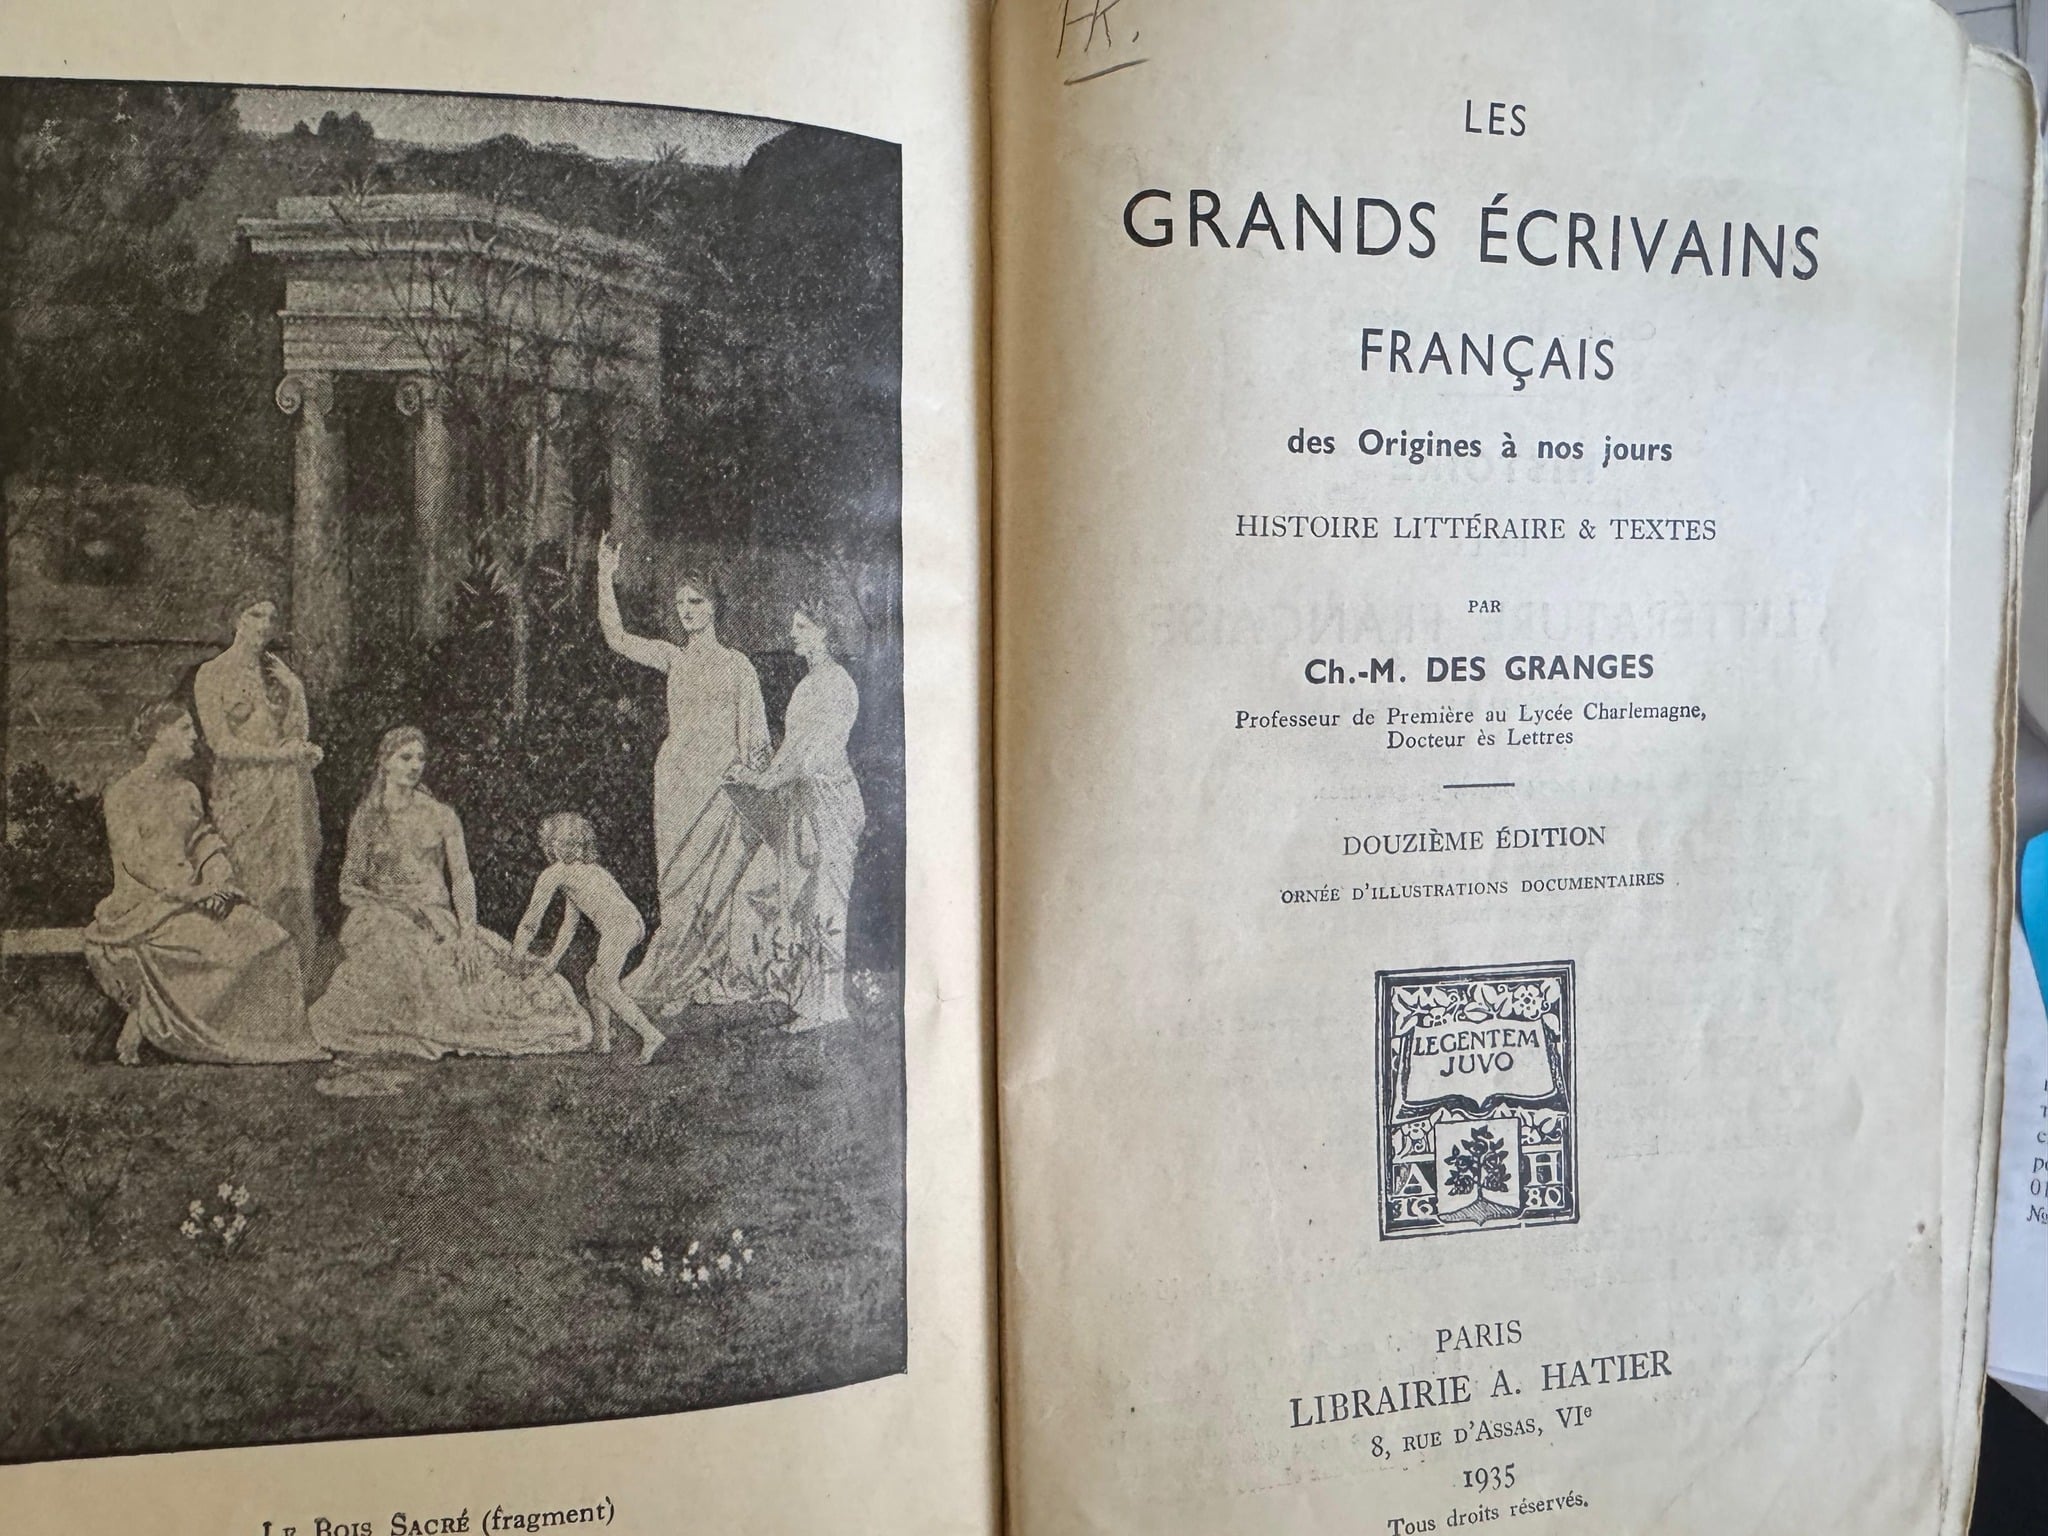 LE BOIS SACRÉ (fragment)
HK.
LES
GRANDS ÉCRIVAINS
FRANÇAIS
des Origines à nos jours
HISTOIRE LITTÉRAIRE & TEXTES
PAR
Ch.-M. DES GRANGES
Professeur de Première au Lycée Charlemagne,
Docteur ès Lettres
DOUZIÈME ÉDITION
ORNÉE D'ILLUSTRATIONS DOCUMENTAIRES
LEGENTEM
JUVO
A H
16 80
PARIS
LIBRAIRIE A. HATIER
8, RUE D'ASSAS, VIe
1935
Tous droits réservés.